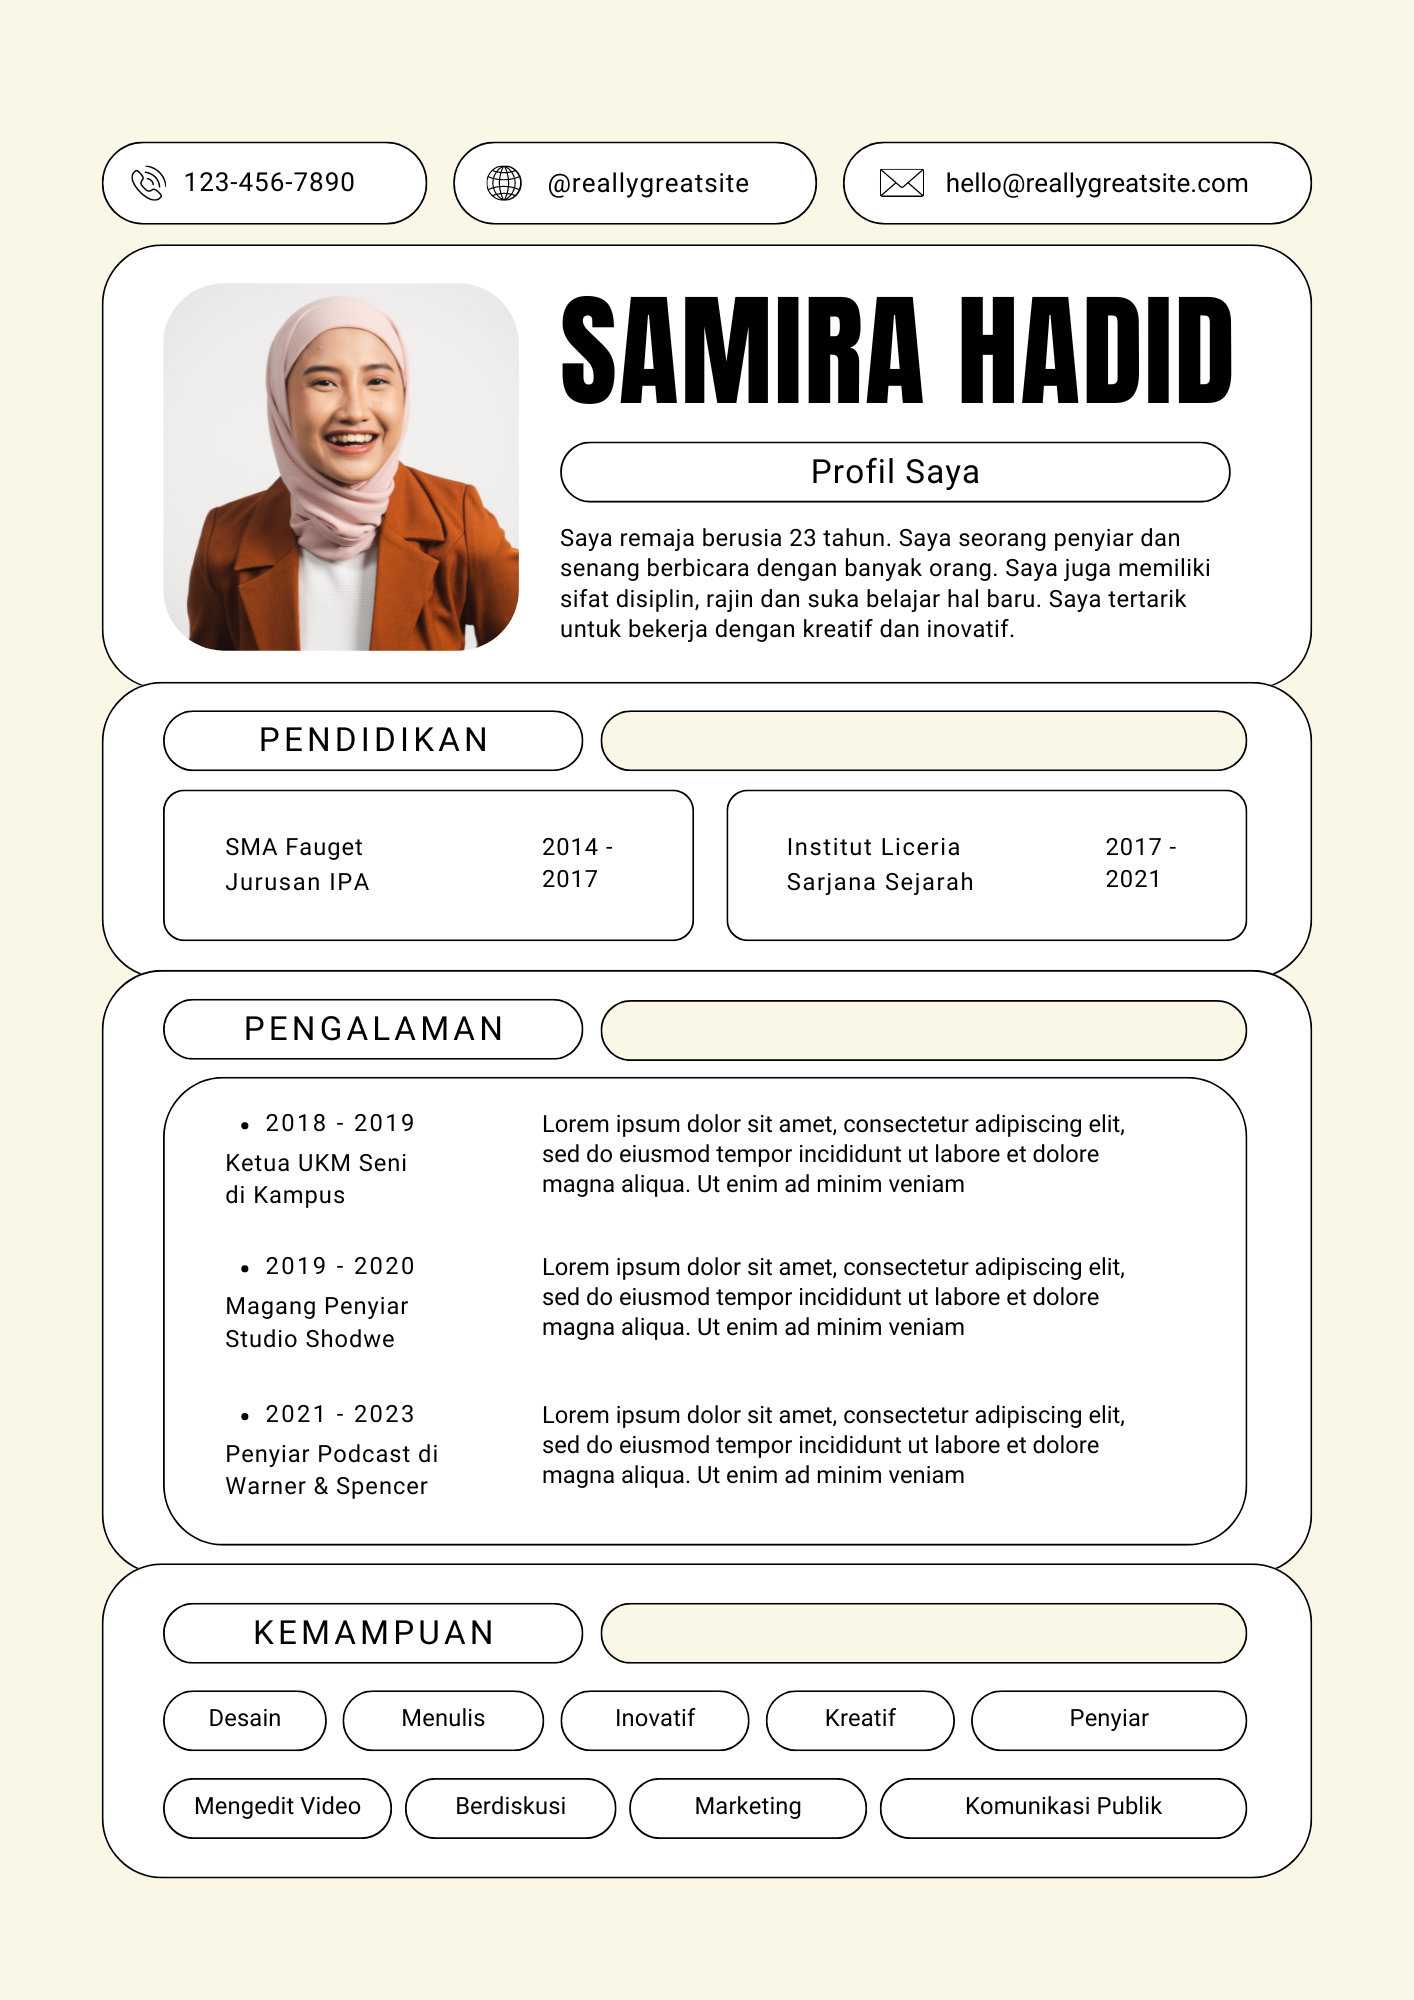 123-456-7890
@reallygreatsite
hello@reallygreatsite.com
SAMIRA HADID
Profil Saya
Saya remaja berusia 23 tahun. Saya seorang penyiar dan
senang berbicara dengan banyak orang. Saya juga memiliki
sifat disiplin, rajin dan suka belajar hal baru. Saya tertarik
untuk bekerja dengan kreatif dan inovatif.
PENDIDIKAN
SMA Fauget
Jurusan IPA
2014 -
2017
Institut Liceria
Sarjana Sejarah
2017 -
2021
PENGALAMAN
• 2018 - 2019
Ketua UKM Seni
di Kampus
Lorem ipsum dolor sit amet, consectetur adipiscing elit,
sed do eiusmod tempor incididunt ut labore et dolore
magna aliqua. Ut enim ad minim veniam
• 2019 - 2020
Magang Penyiar
Studio Shodwe
Lorem ipsum dolor sit amet, consectetur adipiscing elit,
sed do eiusmod tempor incididunt ut labore et dolore
magna aliqua. Ut enim ad minim veniam
• 2021 - 2023
Penyiar Podcast di
Warner & Spencer
Lorem ipsum dolor sit amet, consectetur adipiscing elit,
sed do eiusmod tempor incididunt ut labore et dolore
magna aliqua. Ut enim ad minim veniam
KEMAMPUAN
Desain
Menulis
Inovatif
Kreatif
Penyiar
Mengedit Video
Berdiskusi
Marketing
Komunikasi Publik